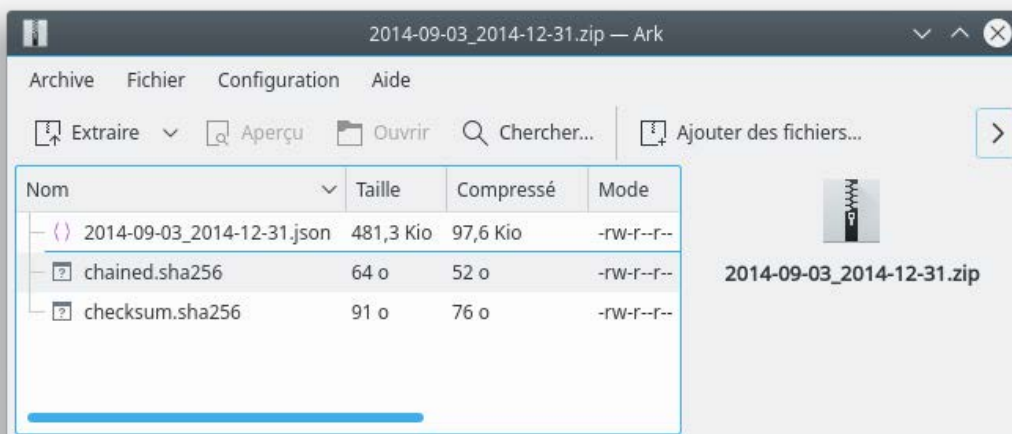 2014-09-03_2014-12-31.zip — Ark
Archive Fichier Configuration Aide
Extraire Aperçu Ouvrir Chercher... Ajouter des fichiers...
Nom Taille Compressé Mode
2014-09-03_2014-12-31.json 481,3 Kio 97,6 Kio -rw-r--r--
chained.sha256 64 o 52 o -rw-r--r--
checksum.sha256 91 o 76 o -rw-r--r--
2014-09-03_2014-12-31.zip